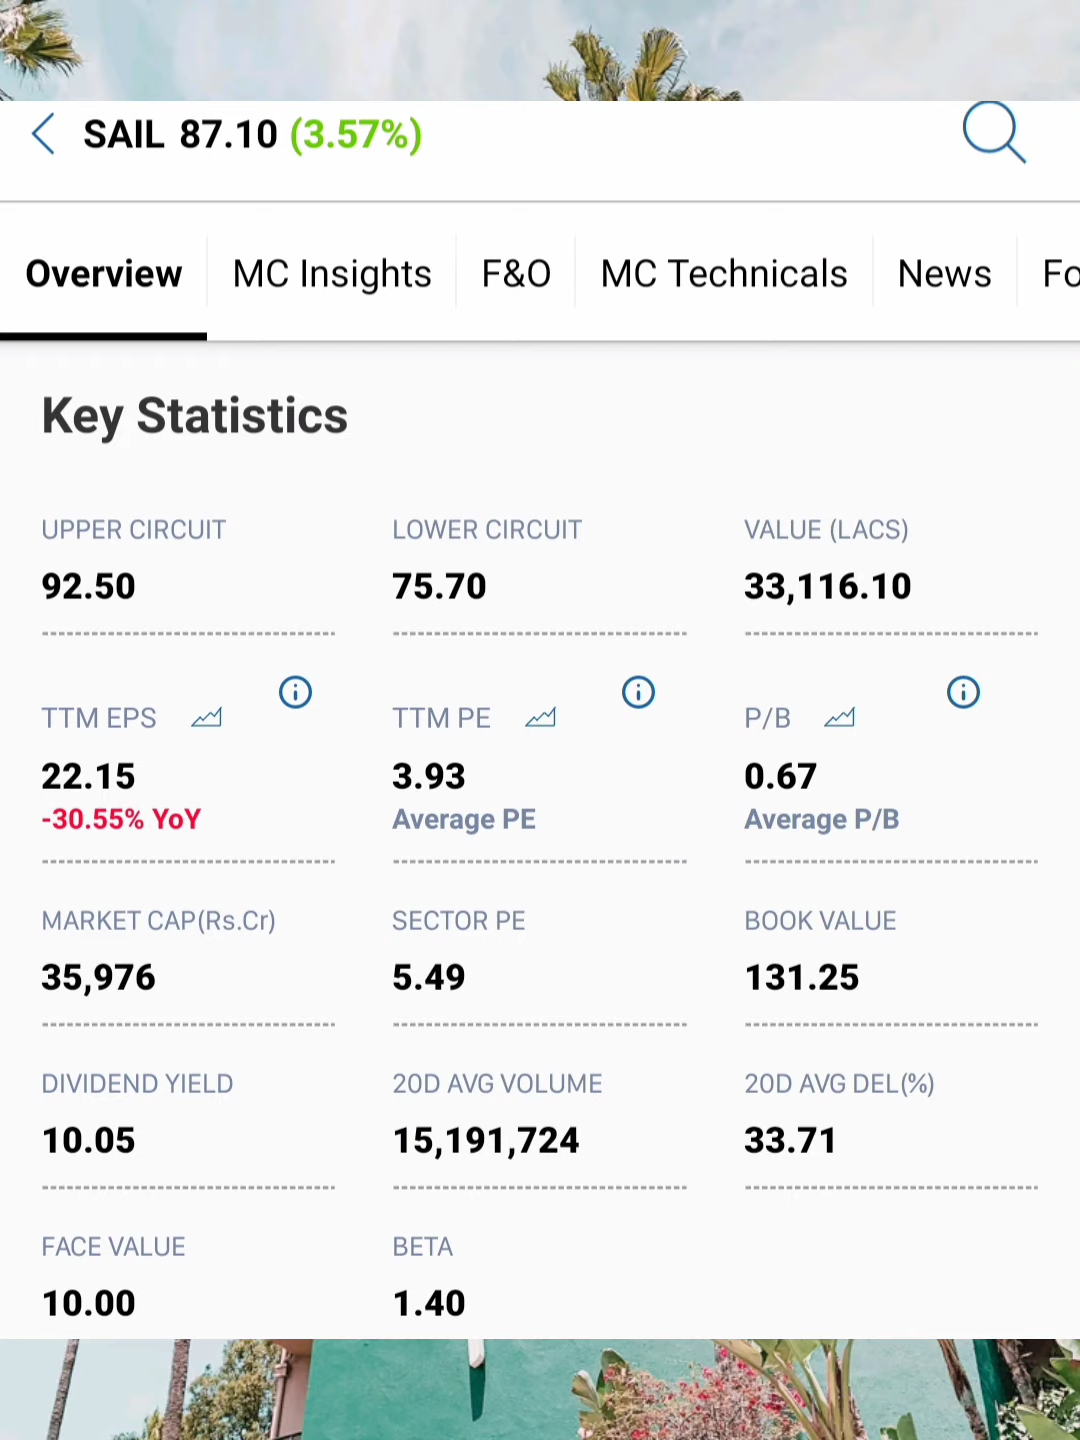 SAIL 87.10 (3.57%)
Overview MC Insights F&O MC Technicals News Fo
Key Statistics
UPPER CIRCUIT LOWER CIRCUIT VALUE (LACS)
92.50 75.70 33,116.10
TTM EPS TTM PE P/B
22.15 3.93 0.67
-30.55% YoY Average PE Average P/B
MARKET CAP(Rs.Cr) SECTOR PE BOOK VALUE
35,976 5.49 131.25
DIVIDEND YIELD 20D AVG VOLUME 20D AVG DEL(%)
10.05 15,191,724 33.71
FACE VALUE BETA
10.00 1.40